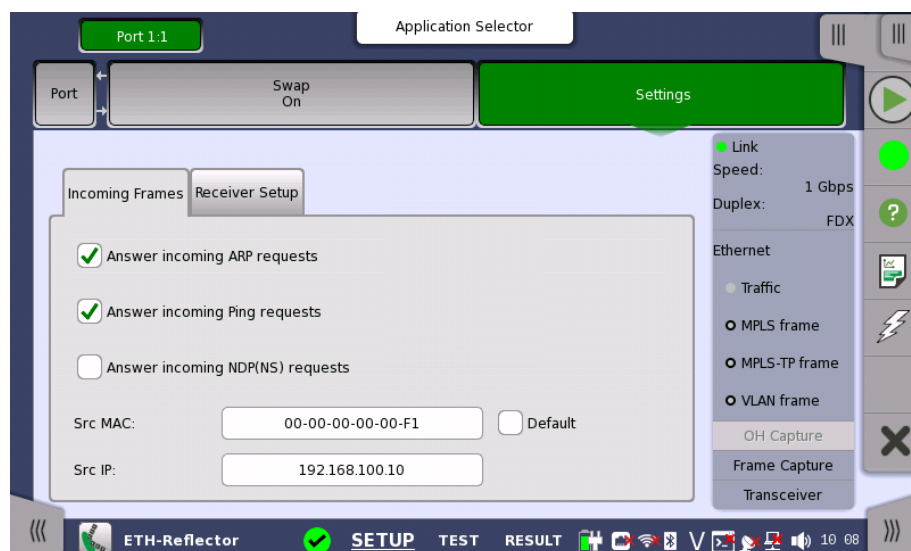 Port 1:1
Application Selector
Port
Swap
On
Settings
Incoming Frames
Receiver Setup
Answer incoming ARP requests
Answer incoming Ping requests
Answer incoming NDP(NS) requests
Src MAC:
00-00-00-00-00-F1
Default
Src IP:
192.168.100.10
Link
Speed:
1 Gbps
Duplex:
FDX
Ethernet
Traffic
MPLS frame
MPLS-TP frame
VLAN frame
OH Capture
Frame Capture
Transceiver
ETH-Reflector
SETUP
TEST
RESULT
V
10 08